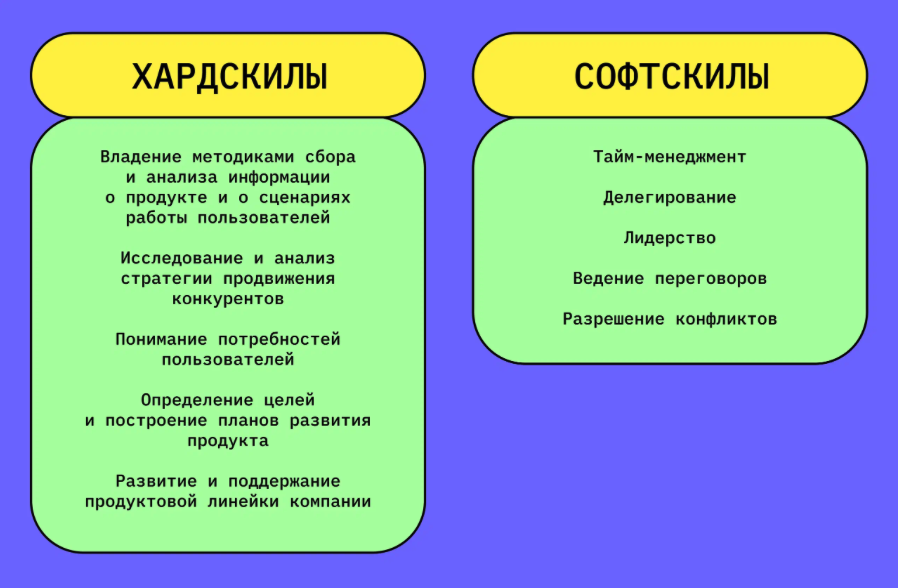 ХАРДСКИЛЫ
Владение методиками сбора
и анализа информации
о продукте и о сценариях
работы пользователей
Исследование и анализ
стратегии продвижения
конкурентов
Понимание потребностей
пользователей
Определение целей
и построение планов развития
продукта
Развитие и поддержание
продуктовой линейки компании
СОФТСКИЛЫ
Тайм-менеджмент
Делегирование
Лидерство
Ведение переговоров
Разрешение конфликтов